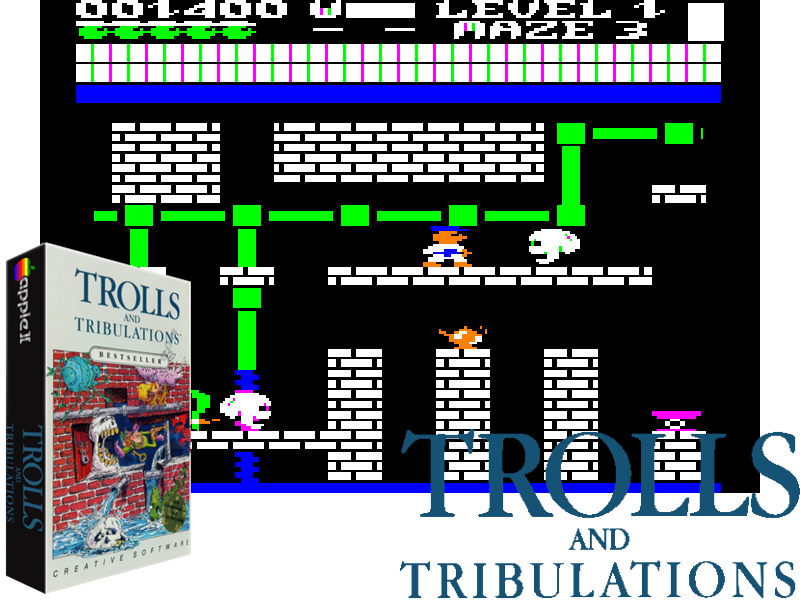 001400
LEVEL 1
MAZE 3
apple II
TROLLS
AND
TRIBULATIONS
BESTSELLER
TROLLS
AND
TRIBULATIONS
CREATIVE SOFTWARE
TROLLS
AND
TRIBULATIONS